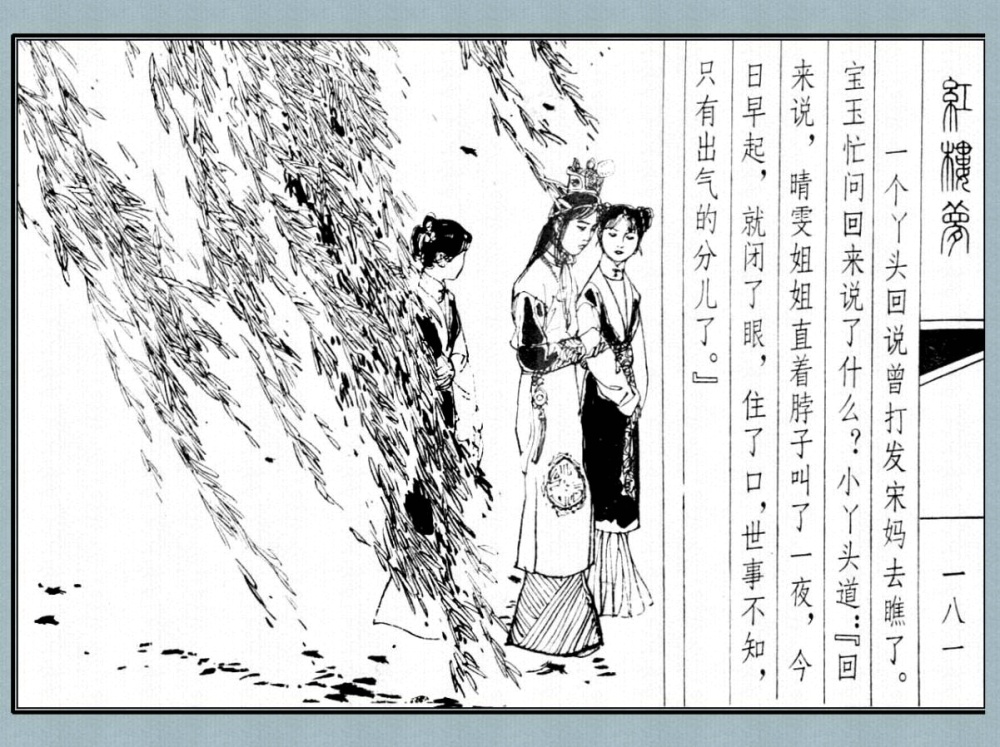 紅樓夢
一八一
一个丫头回说曾打发宋妈去瞧了。
宝玉忙问回来说了什么？小丫头道：『回
来说，晴雯姐姐直着脖子叫了一夜，今
日早起，就闭了眼，住了口，世事不知，
只有出气的分儿了。』